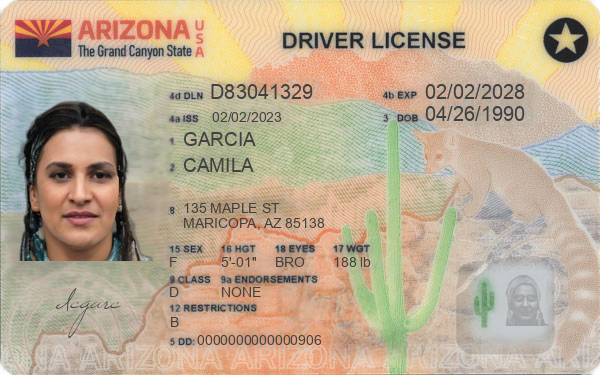 ARIZONA USA
The Grand Canyon State
DRIVER LICENSE
4d DLN D83041329 4b EXP 02/02/2028
4a ISS 02/02/2023 3 DOB 04/26/1990
1 GARCIA
2 CAMILA
8 135 MAPLE ST
MARICOPA, AZ 85138
15 SEX F 16 HGT 5'-01" 18 EYES BRO 17 WGT 188 lb
9 CLASS D 9a ENDORSEMENTS NONE
12 RESTRICTIONS
B
5 DD: 0000000000000906
ARIZONA ARIZONA ARIZONA ARIZONA